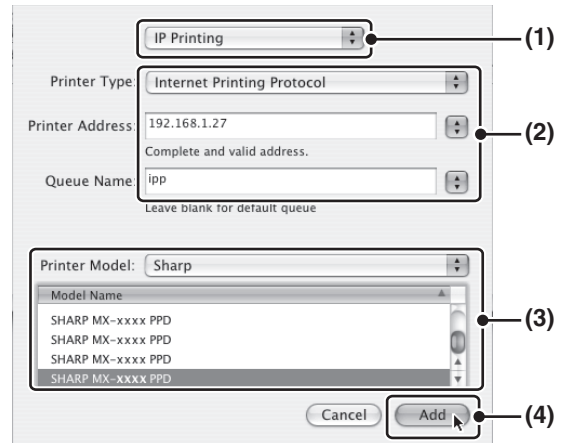 IP Printing (1)
Printer Type: Internet Printing Protocol
Printer Address: 192.168.1.27 (2)
Complete and valid address.
Queue Name: ipp
Leave blank for default queue
Printer Model: Sharp
Model Name
SHARP MX-xxxx PPD (3)
SHARP MX-xxxx PPD
SHARP MX-xxxx PPD
SHARP MX-xxxx PPD
Cancel Add (4)